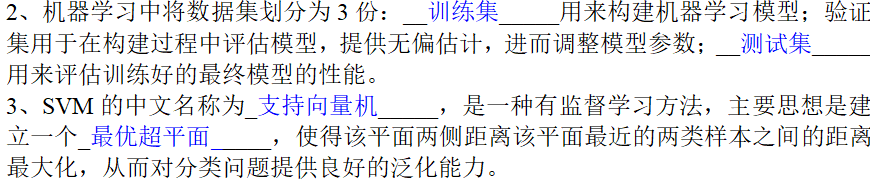 2、机器学习中将数据集划分为 3 份：__训练集_____用来构建机器学习模型；验证
集用于在构建过程中评估模型，提供无偏估计，进而调整模型参数；__测试集_____
用来评估训练好的最终模型的性能。
3、SVM 的中文名称为_支持向量机_____，是一种有监督学习方法，主要思想是建
立一个_最优超平面_____，使得该平面两侧距离该平面最近的两类样本之间的距离
最大化，从而对分类问题提供良好的泛化能力。